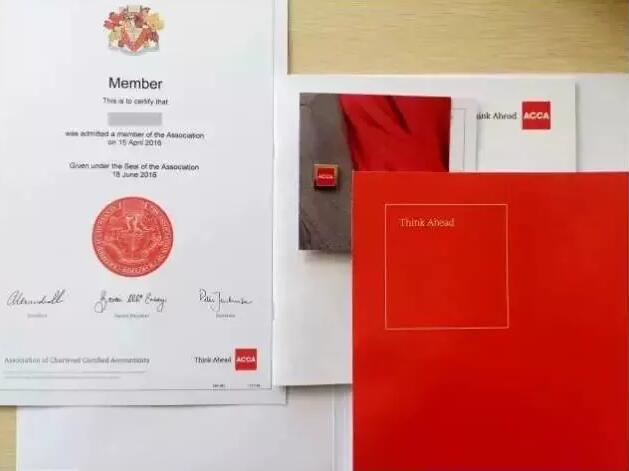 Member
This is to certify that
was admitted a member of the Association
on 15 April 2016
Given under the Seal of the Association
18 June 2016
Association of Chartered Certified Accountants
Think Ahead ACCA
ink Ahead ACCA
ACCA
Think Ahead